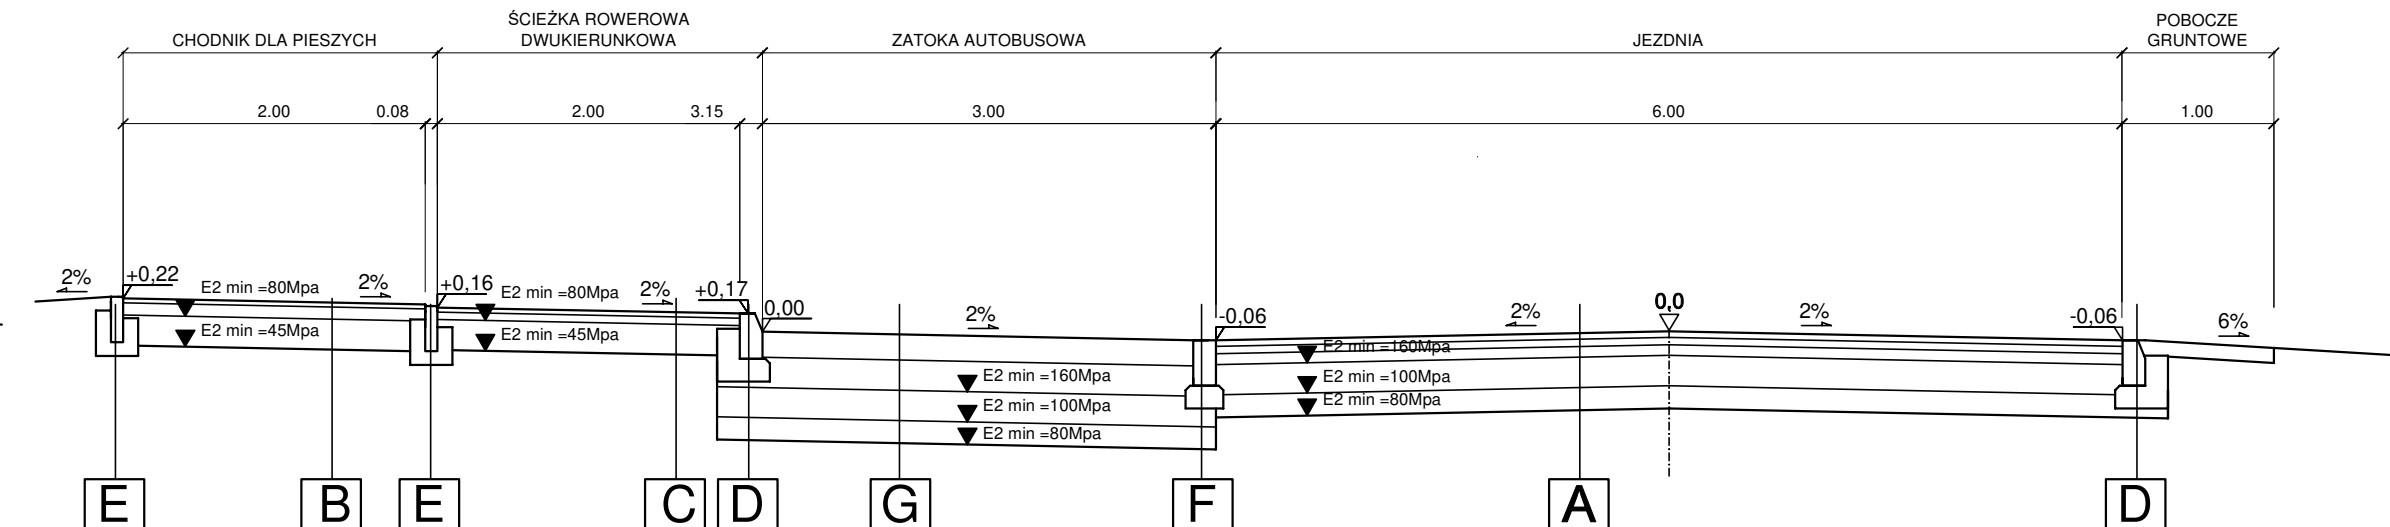 ŚCIEŻKA ROWEROWA
DWUKIERUNKOWA
POBOCZE
GRUNTOWE
CHODNIK DLA PIESZYCH
ZATOKA AUTOBUSOWA
JEZDNIA
2.00
0.08
2.00
3.15
3.00
6.00
1.00
2%
+0,22
E2 min =80Mpa
2%
+0,16
E2 min =80Mpa
2%
+0,17
0,00
2%
-0,06
2%
0,0
2%
-0,06
6%
E2 min =45Mpa
E2 min =45Mpa
E2 min =160Mpa
E2 min =100Mpa
E2 min =80Mpa
E2 min =160Mpa
E2 min =100Mpa
E2 min =80Mpa
E
B
E
C
D
G
F
A
D